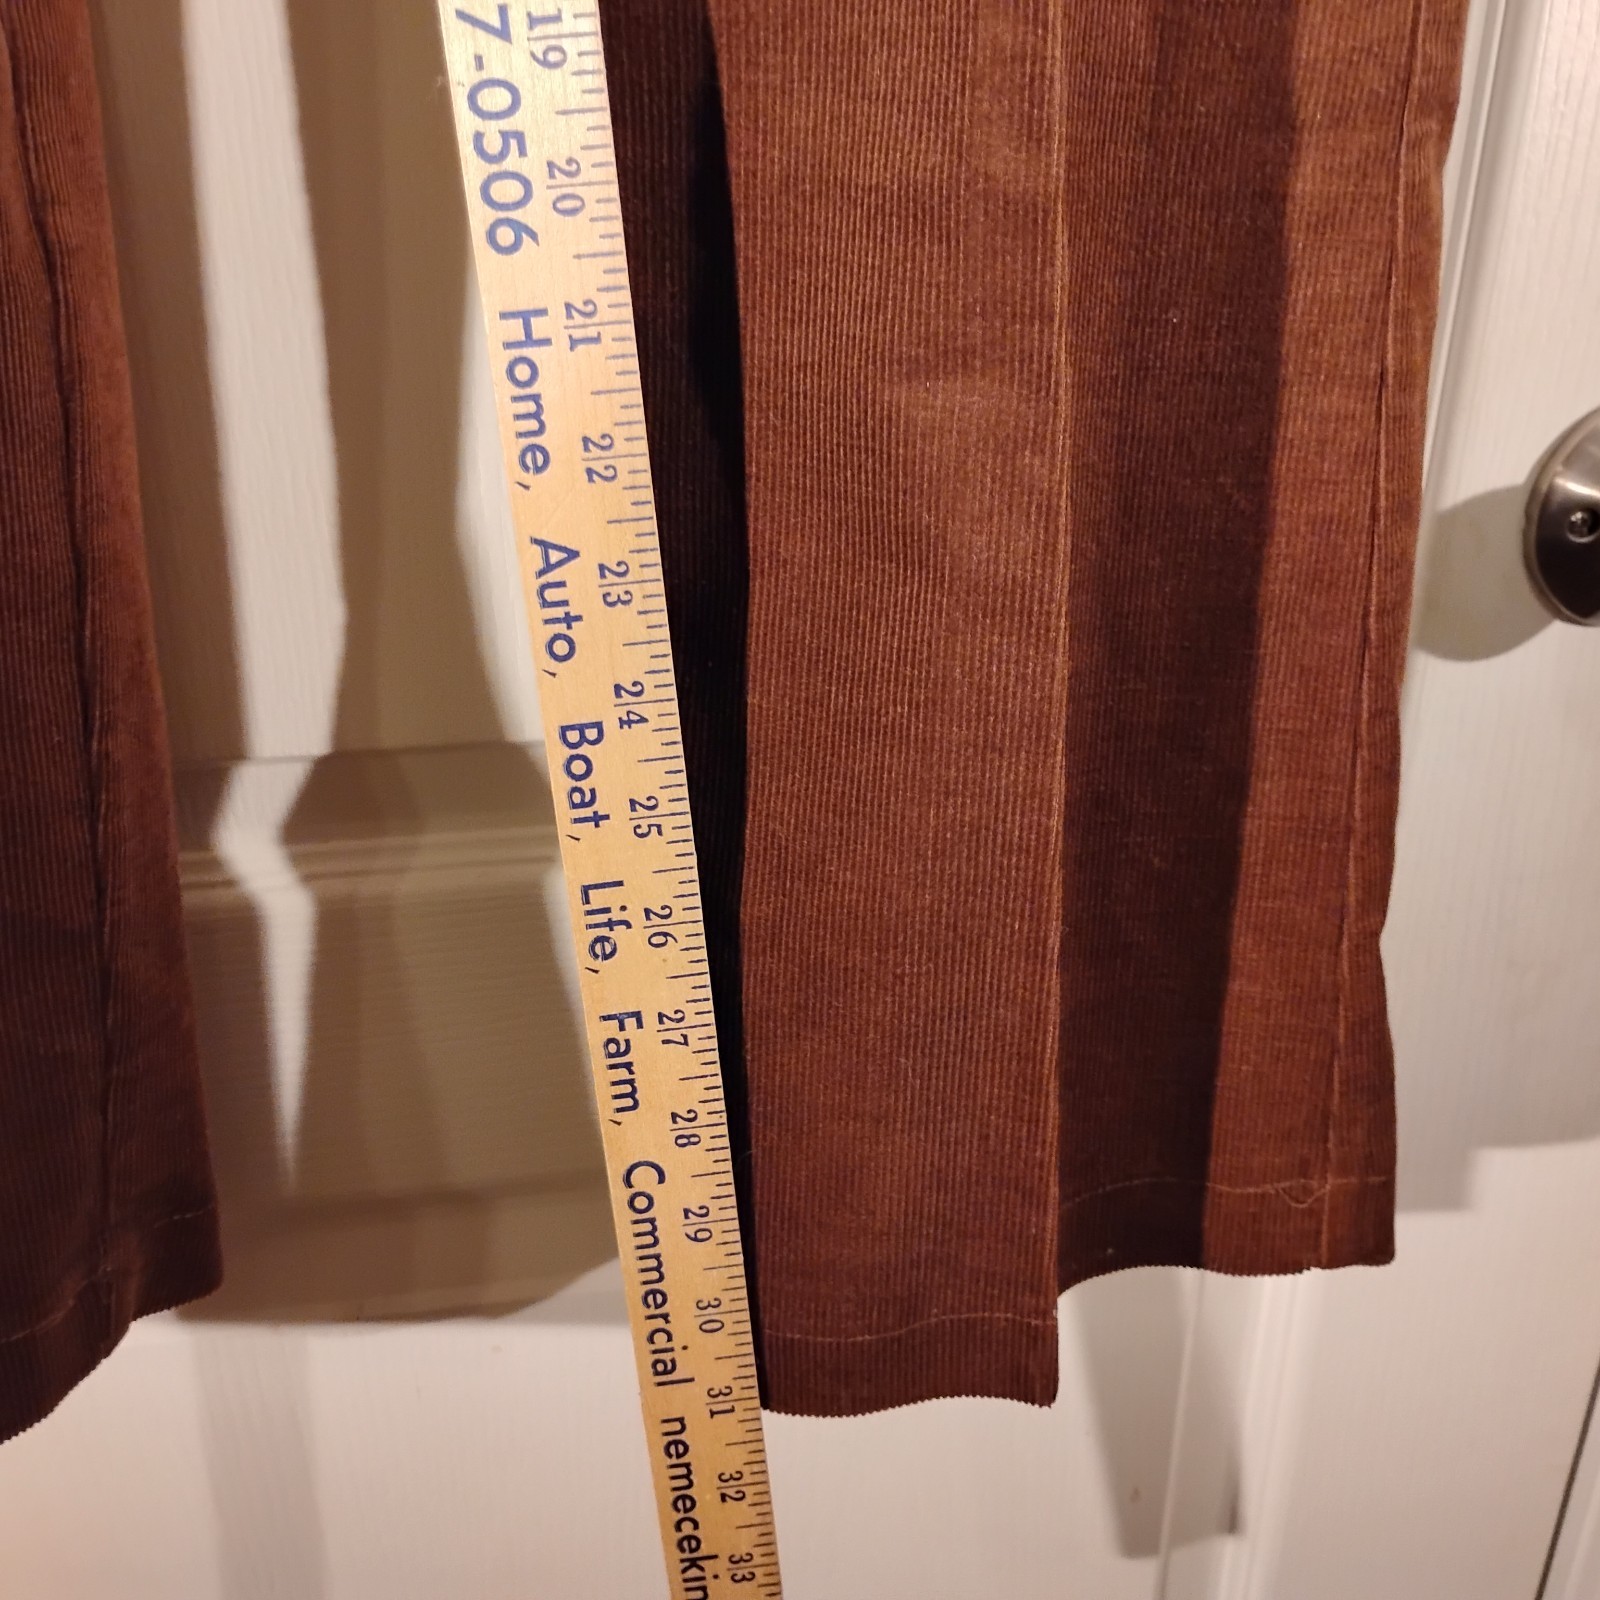 7-0506 Home, Auto, Boat, Life, Farm, Commercial nemecekin
19 20 21 22 23 24 25 26 27 28 29 30 31 32 33